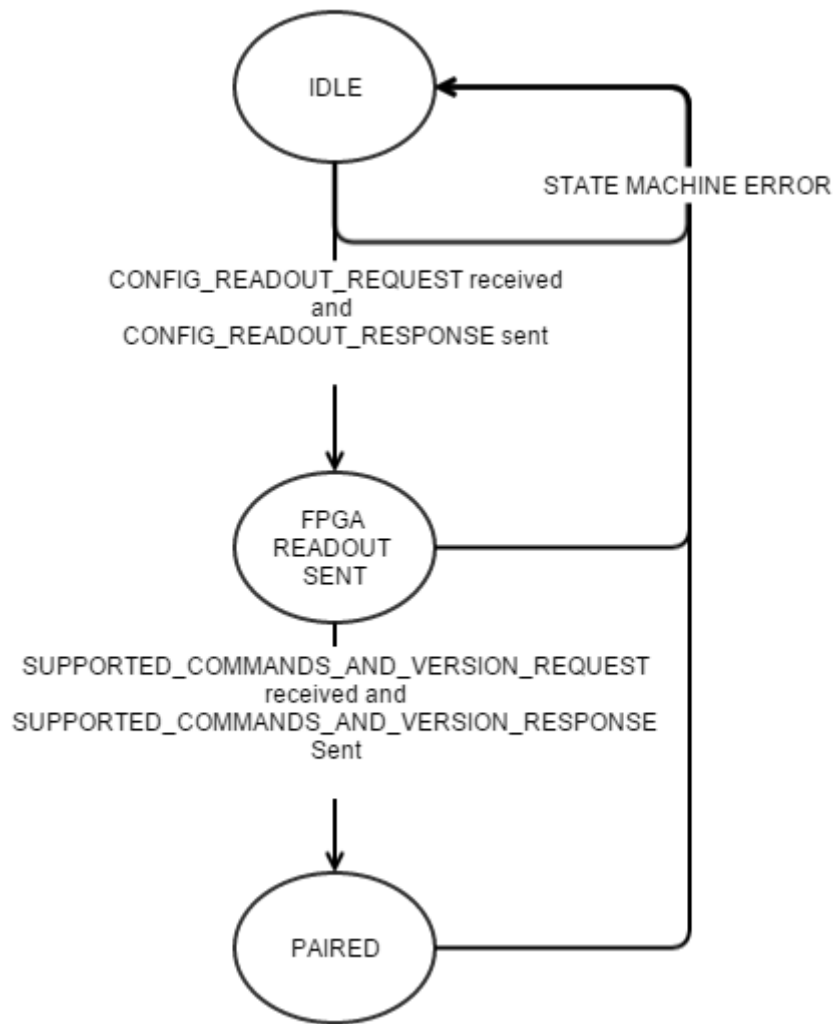 IDLE
STATE MACHINE ERROR
CONFIG_READOUT_REQUEST received
and
CONFIG_READOUT_RESPONSE sent
FPGA
READOUT
SENT
SUPPORTED_COMMANDS_AND_VERSION_REQUEST
received and
SUPPORTED_COMMANDS_AND_VERSION_RESPONSE
Sent
PAIRED